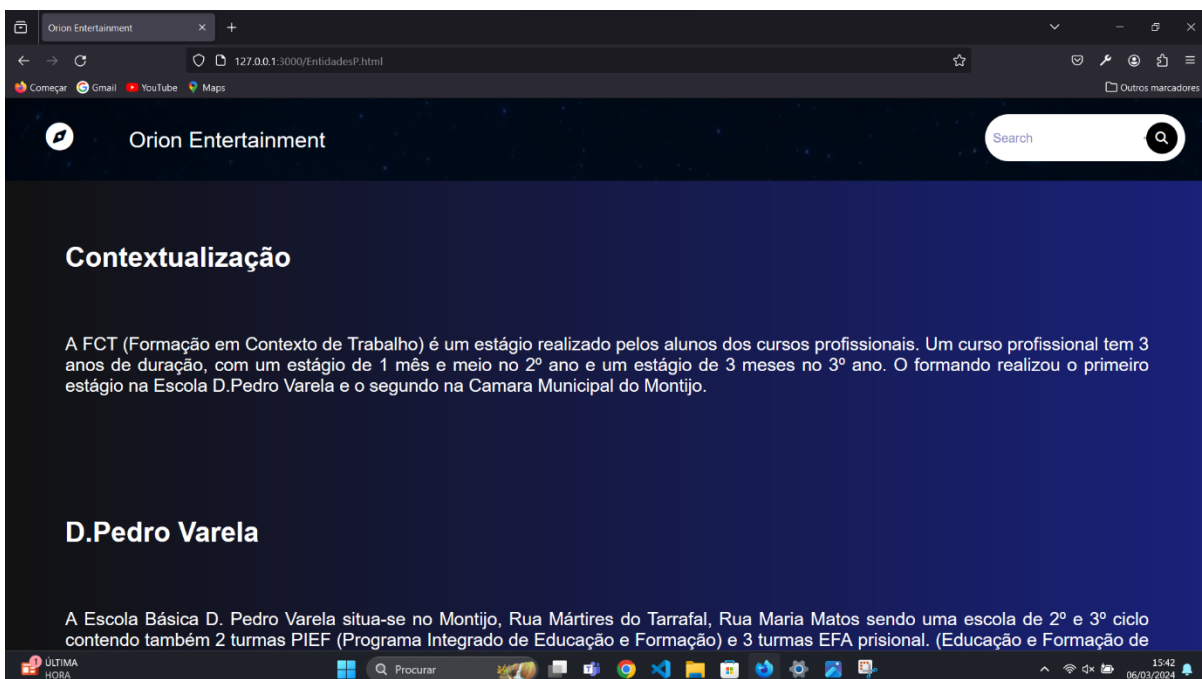 Orion Entertainment
127.0.0.1:3000/EntidadesP.html
Começar Gmail YouTube Maps Outros marcadores
Orion Entertainment Search
Contextualização
A FCT (Formação em Contexto de Trabalho) é um estágio realizado pelos alunos dos cursos profissionais. Um curso profissional tem 3
anos de duração, com um estágio de 1 mês e meio no 2º ano e um estágio de 3 meses no 3º ano. O formando realizou o primeiro
estágio na Escola D.Pedro Varela e o segundo na Camara Municipal do Montijo.
D.Pedro Varela
A Escola Básica D. Pedro Varela situa-se no Montijo, Rua Mártires do Tarrafal, Rua Maria Matos sendo uma escola de 2º e 3º ciclo
contendo também 2 turmas PIEF (Programa Integrado de Educação e Formação) e 3 turmas EFA prisional. (Educação e Formação de
1 ÚLTIMA
HORA
Procurar
15:42
06/03/2024